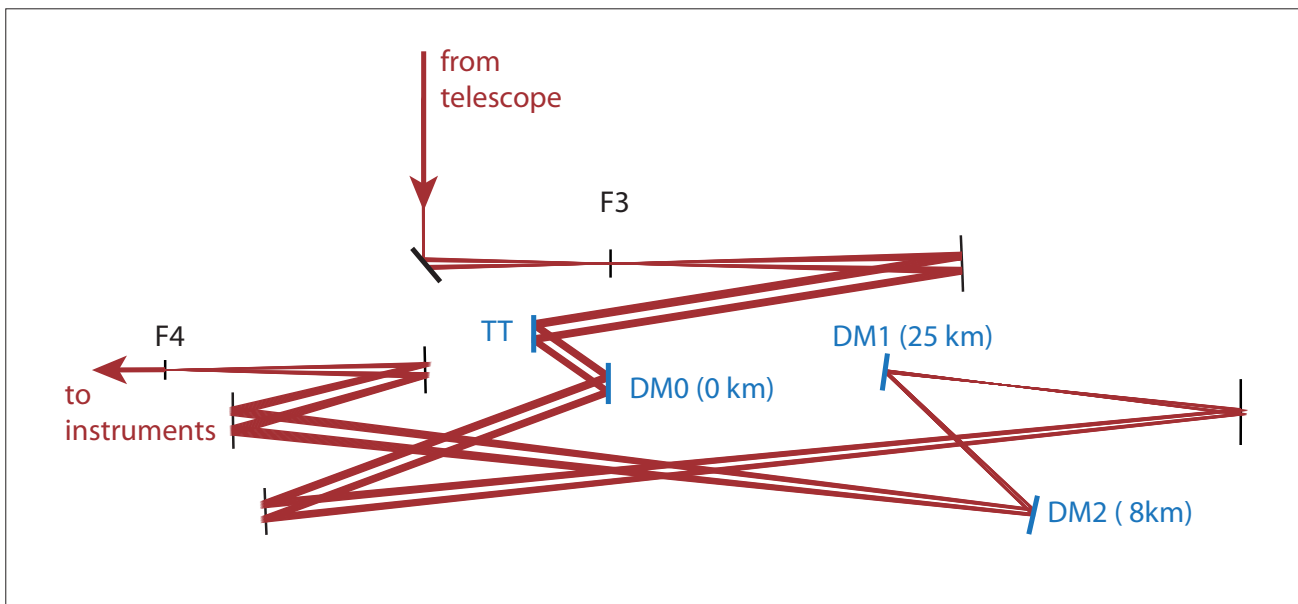 from
telescope
F3
F4
TT
DM1 (25 km)
DM0 (0 km)
to
instruments
DM2 ( 8km)